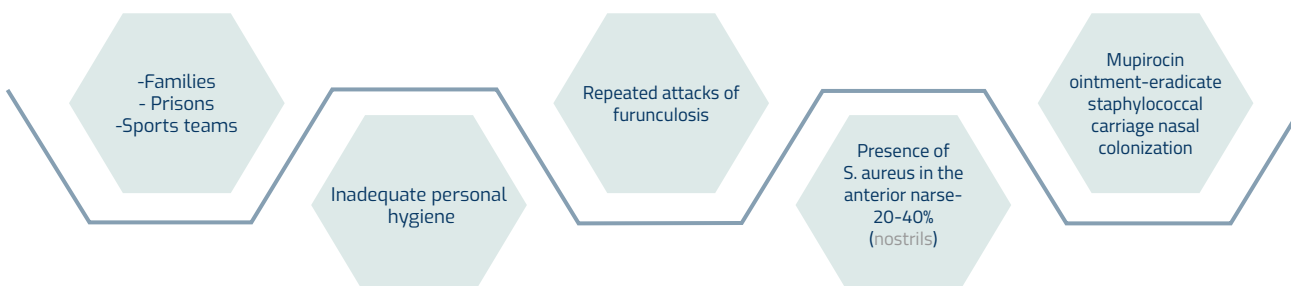 -Families
- Prisons
-Sports teams
Inadequate personal
hygiene
Repeated attacks of
furunculosis
Presence of
S. aureus in the
anterior narse-
20-40%
(nostrils)
Mupirocin
ointment-eradicate
staphylococcal
carriage nasal
colonization